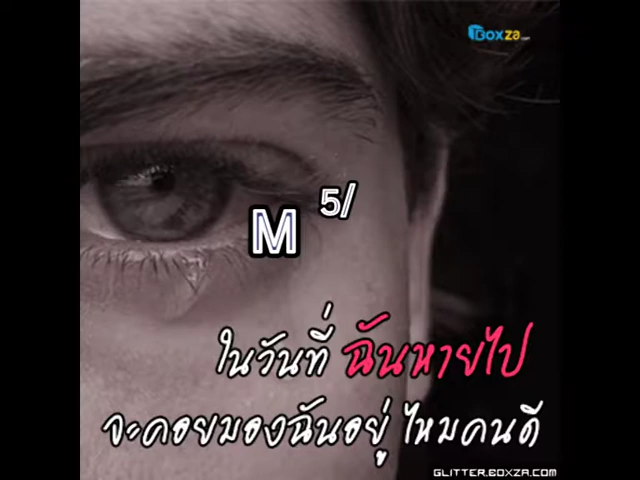 Boxza.com
5/
M
ในวันที่ ฉันหายไป
จะคอยมองฉันอยู่ ไหมคนดี
GLITTER.BOXZA.COM